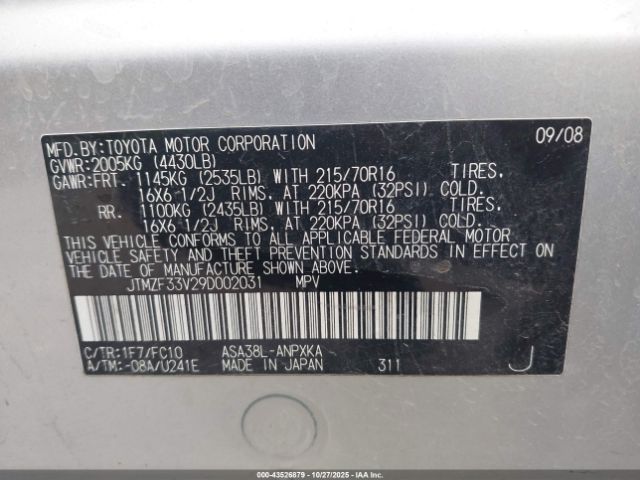 MFD.BY:TOYOTA MOTOR CORPORATION 09/08
GVWR:2005KG (4430LB)
GAWR:FRT. 1145KG (2535LB) WITH 215/70R16 TIRES,
16X6 1/2J RIMS, AT 220KPA (32PSI) COLD.
RR. 1100KG (2435LB) WITH 215/70R16 TIRES,
16X6 1/2J RIMS, AT 220KPA (32PSI) COLD.
THIS VEHICLE CONFORMS TO ALL APPLICABLE FEDERAL MOTOR
VEHICLE SAFETY AND THEFT PREVENTION STANDARDS IN EFFECT ON
THE DATE OF MANUFACTURE SHOWN ABOVE.
JTMZF33V29D002031 MPV
C/TR:1F7/FC10 ASA38L-ANPXKA
A/TM:-08A/U241E MADE IN JAPAN 311 J
000-43526879 | 10/27/2025 | IAAI.COM